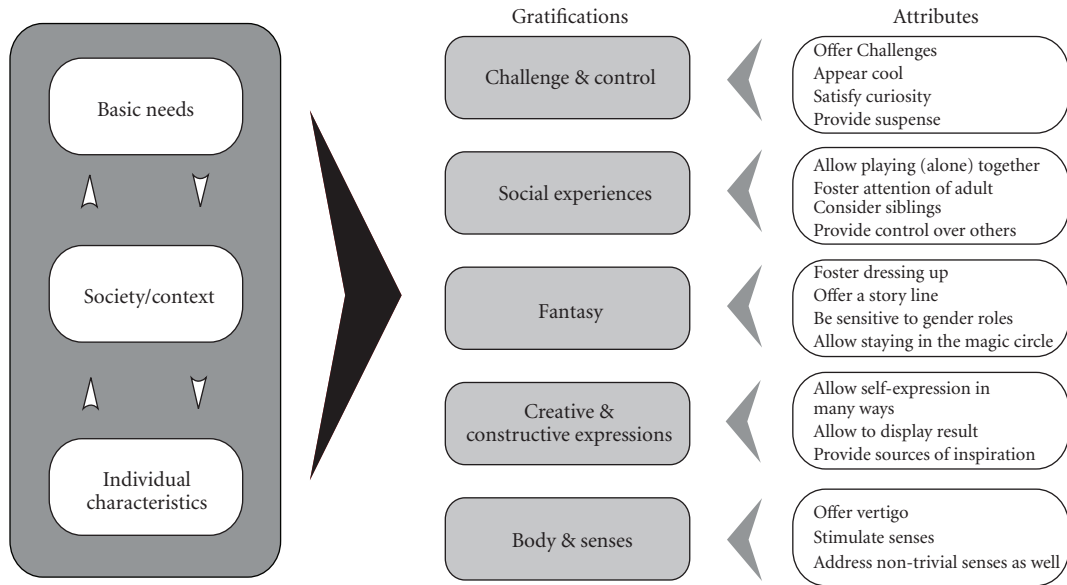 Basic needs
Society/context
Individual
characteristics
Gratifications
Challenge & control
Social experiences
Fantasy
Creative &
constructive expressions
Body & senses
Attributes
Offer Challenges
Appear cool
Satisfy curiosity
Provide suspense
Allow playing (alone) together
Foster attention of adult
Consider siblings
Provide control over others
Foster dressing up
Offer a story line
Be sensitive to gender roles
Allow staying in the magic circle
Allow self-expression in
many ways
Allow to display result
Provide sources of inspiration
Offer vertigo
Stimulate senses
Address non-trivial senses as well